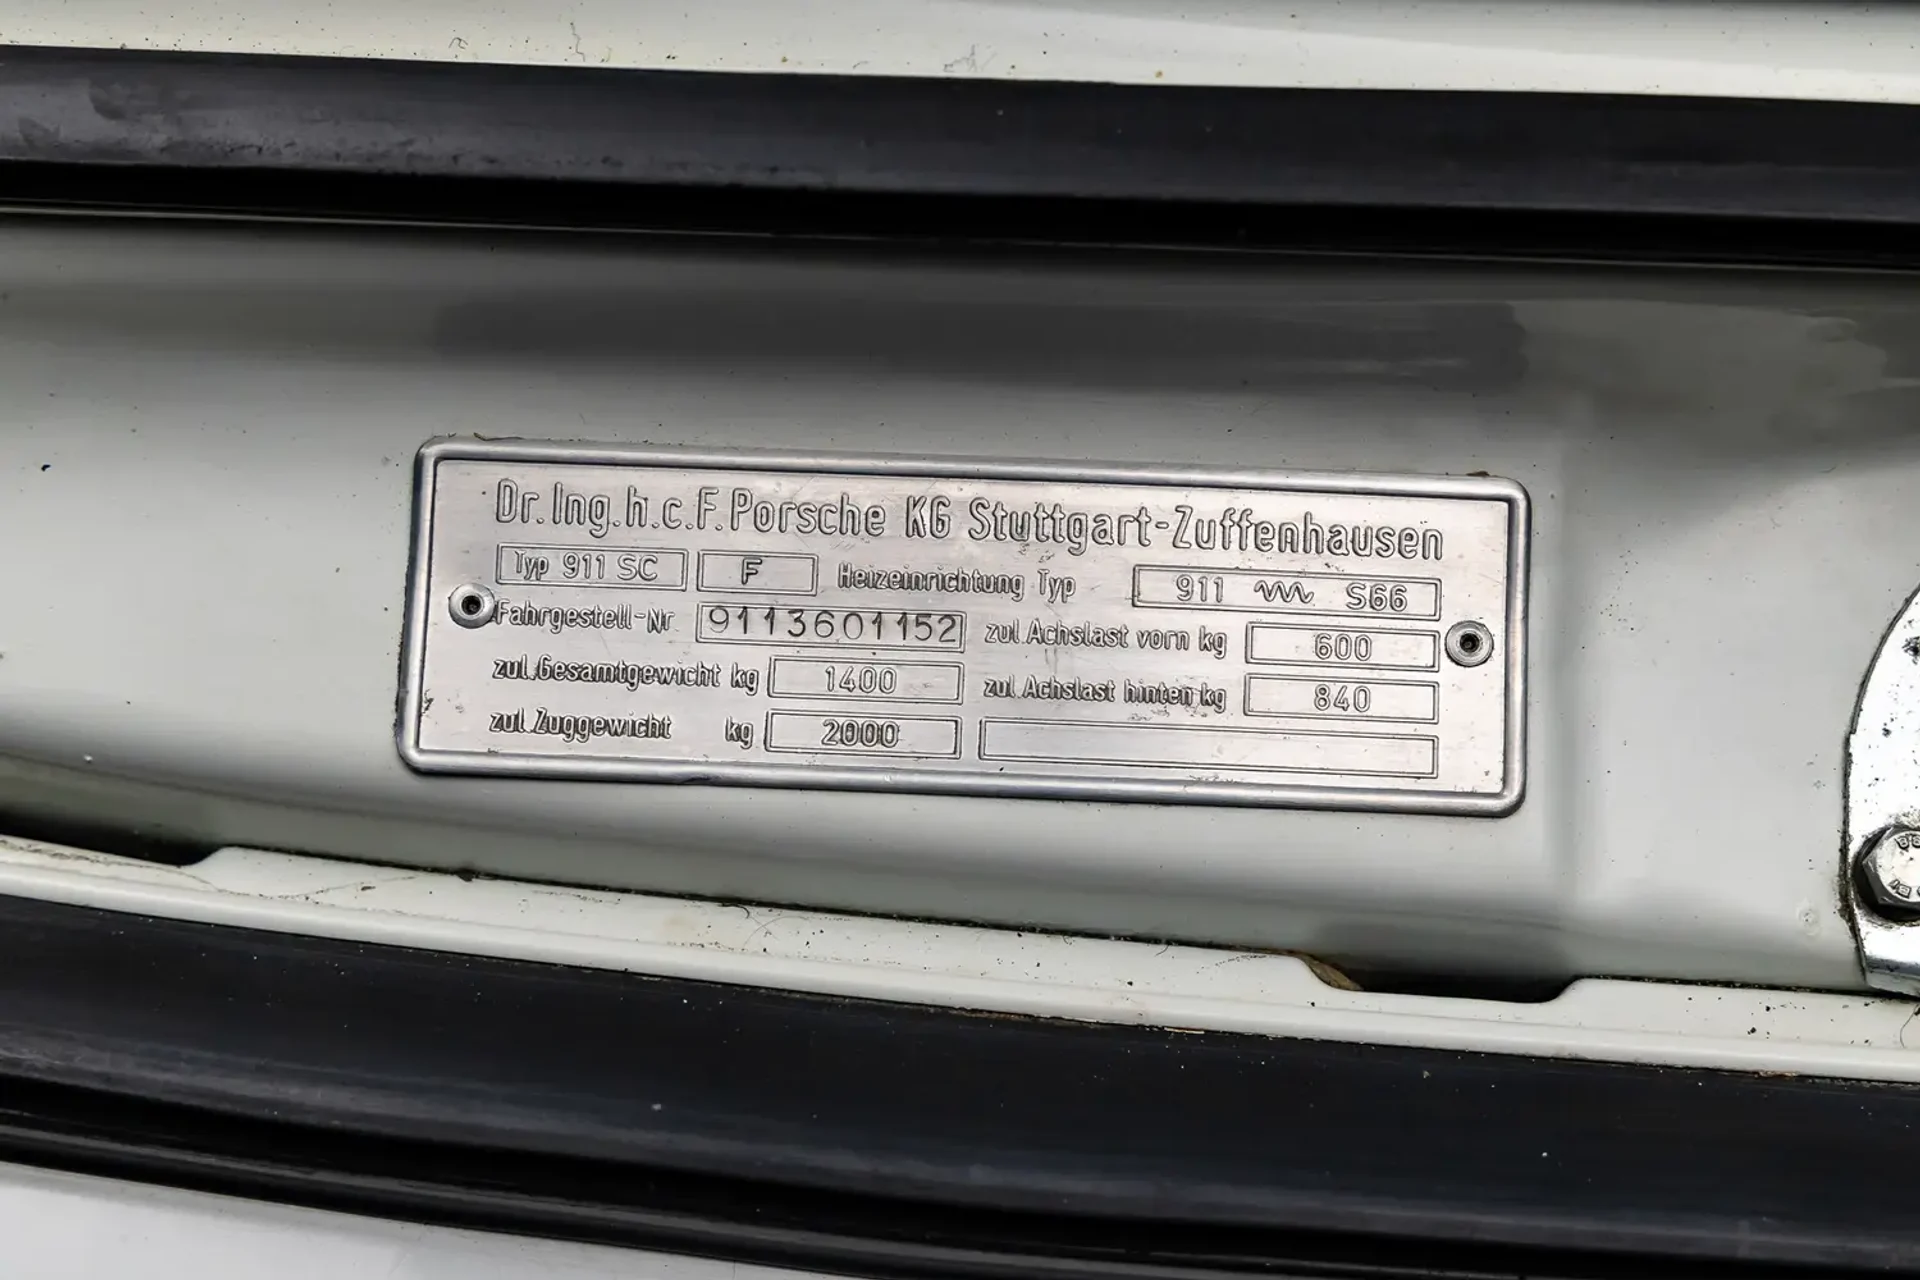 Dr. Ing. h. c. F. Porsche KG Stuttgart-Zuffenhausen
Typ 911 SC F Heizeinrichtung Typ 911 S66
Fahrgestell-Nr 9113601152 zul. Achslast vorn kg 600
zul. Gesamtgewicht kg 1400 zul. Achslast hinten kg 840
zul. Zuggewicht kg 2000